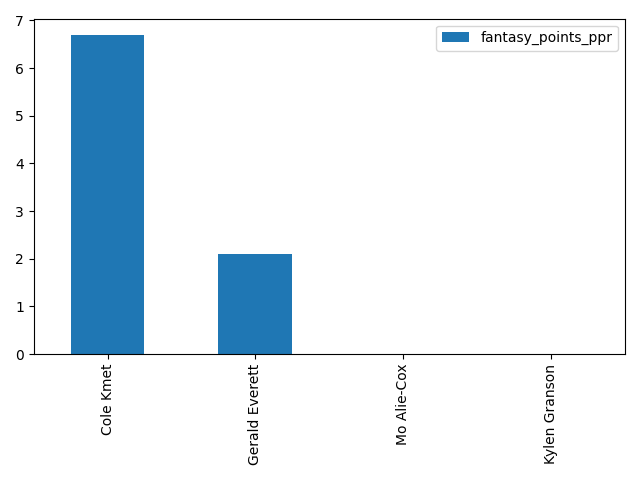 7
6
5
4
3
2
1
0
fantasy_points_ppr
Cole Kmet
Gerald Everett
Mo Alie-Cox
Kylen Granson